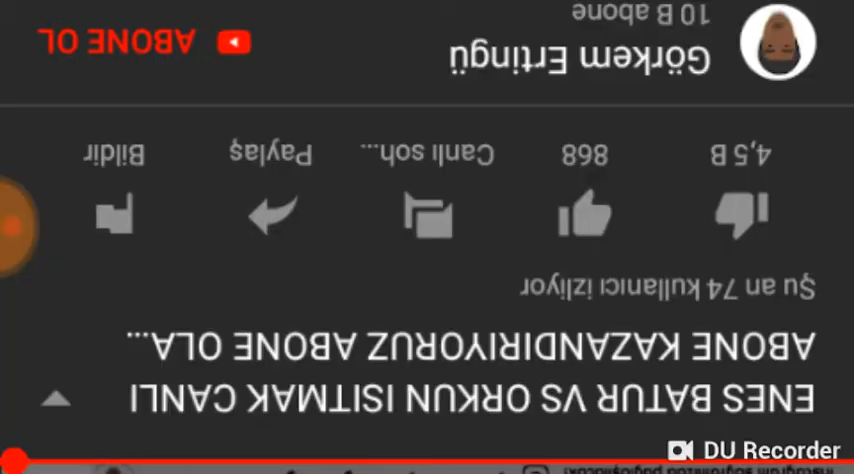 ENES BATUR VS ORKUN ISITMAK CANLI
ABONE KAZANDIRIYORUZ ABONE OLA...
Şu an 74 kullanıcı izliyor
4,5 B 868 Canlı soh... Paylaş Bildir
Görkem Ertingü
10 B abone
ABONE OL
DU Recorder